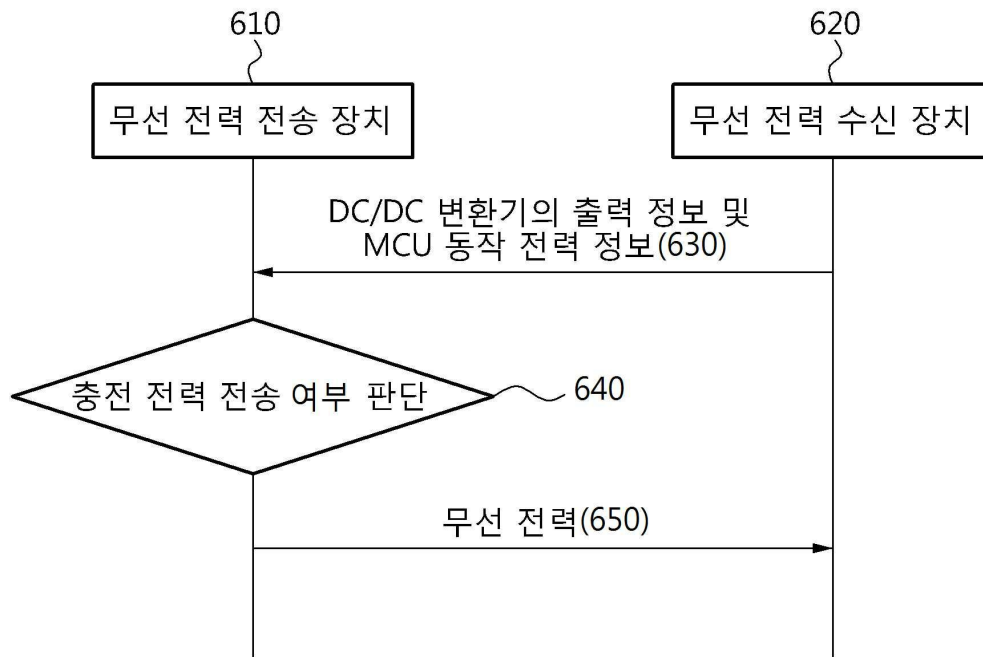 610
620
무선 전력 전송 장치
무선 전력 수신 장치
DC/DC 변환기의 출력 정보 및
MCU 동작 전력 정보(630)
충전 전력 전송 여부 판단
640
무선 전력(650)